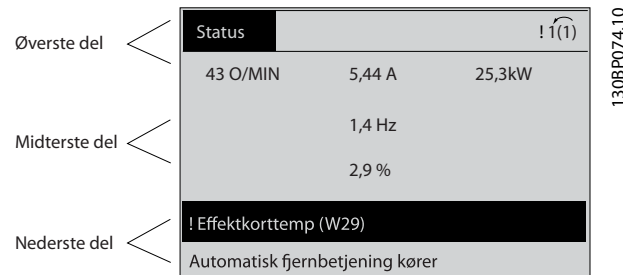 Øverste del
Status
! 1(1)
43 O/MIN 5,44 A 25,3kW
Midterste del
1,4 Hz
2,9 %
Nederste del
! Effektkorttemp (W29)
Automatisk fjernbetjening kører
130BP074.10